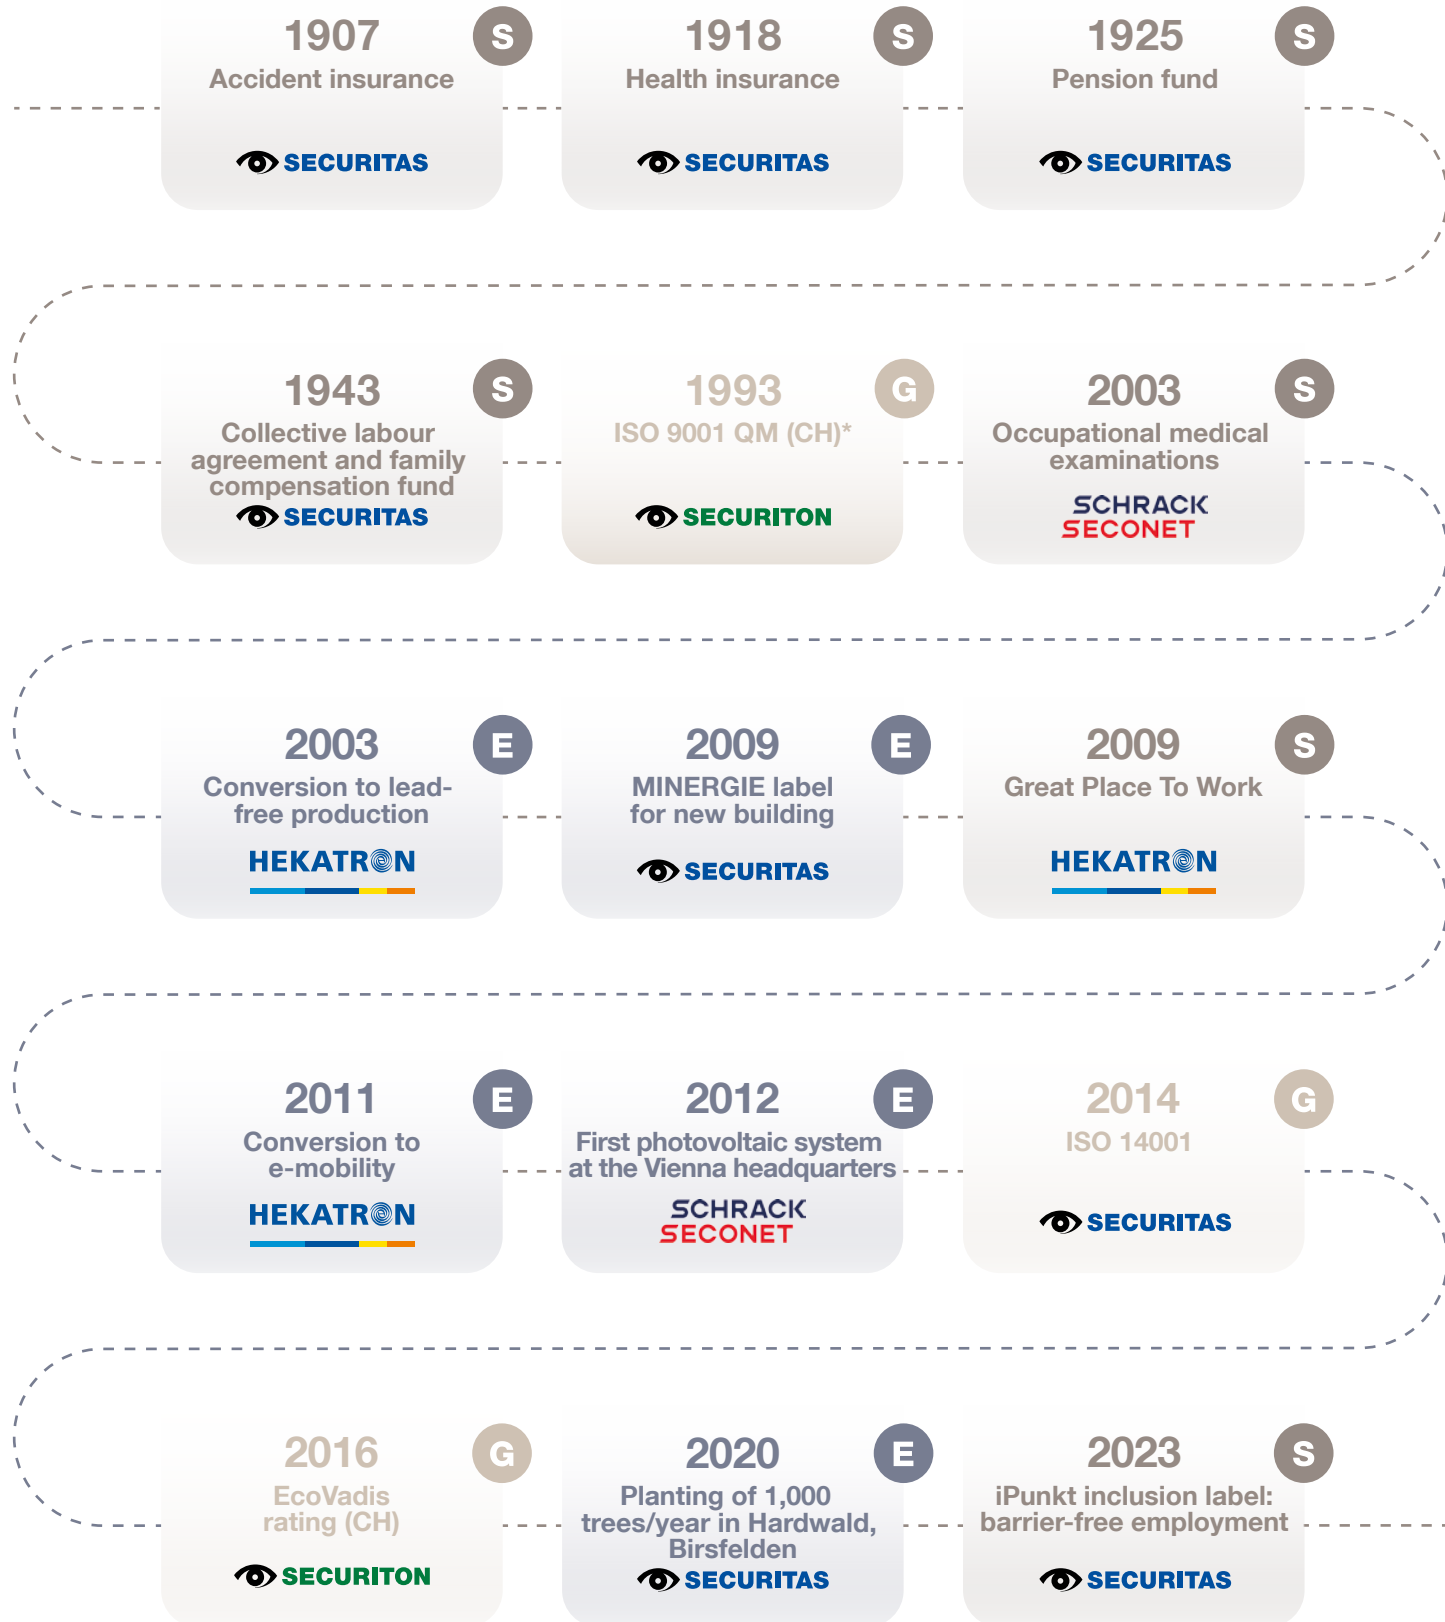 1907
S
Accident insurance
SECURITAS
1918
S
Health insurance
SECURITAS
1925
S
Pension fund
SECURITAS
1943
S
Collective labour
agreement and family
compensation fund
SECURITAS
1993
G
ISO 9001 QM (CH)*
SECURITON
2003
S
Occupational medical
examinations
SCHRACK
SECONET
2003
E
Conversion to lead-
free production
HEKATRON
2009
E
MINERGIE label
for new building
SECURITAS
2009
S
Great Place To Work
HEKATRON
2011
E
Conversion to
e-mobility
HEKATRON
2012
E
First photovoltaic system
at the Vienna headquarters
SCHRACK
SECONET
2014
G
ISO 14001
SECURITAS
2016
G
EcoVadis
rating (CH)
SECURITON
2020
E
Planting of 1,000
trees/year in Hardwald,
Birsfelden
SECURITAS
2023
S
iPunkt inclusion label:
barrier-free employment
SECURITAS